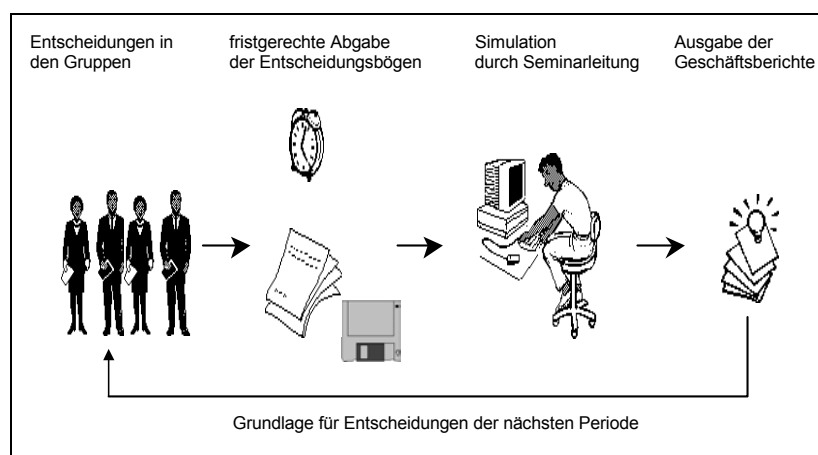 Entscheidungen in
den Gruppen
fristgerechte Abgabe
der Entscheidungsbögen
Simulation
durch Seminarleitung
Ausgabe der
Geschäftsberichte
Grundlage für Entscheidungen der nächsten Periode